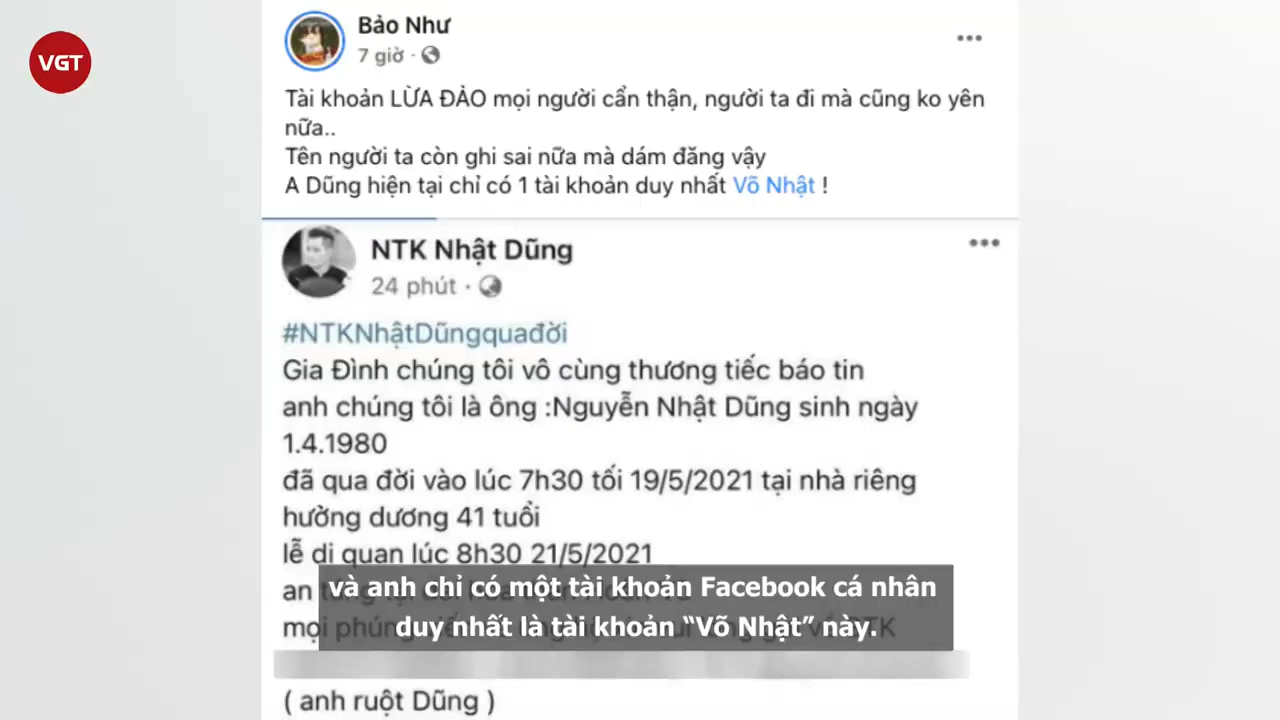 VGT
Bảo Như
7 giờ ·
Tài khoản LỪA ĐẢO mọi người cẩn thận, người ta đi mà cũng ko yên
nữa..
Tên người ta còn ghi sai nữa mà dám đăng vậy
A Dũng hiện tại chỉ có 1 tài khoản duy nhất Võ Nhật !
NTK Nhật Dũng
24 phút ·
#NTKNhậtDũngquađời
Gia Đình chúng tôi vô cùng thương tiếc báo tin
anh chúng tôi là ông :Nguyễn Nhật Dũng sinh ngày
1.4.1980
đã qua đời vào lúc 7h30 tối 19/5/2021 tại nhà riêng
hưởng dương 41 tuổi
lễ di quan lúc 8h30 21/5/2021
an
và anh chỉ có một tài khoản Facebook cá nhân
mọi
duy nhất là tài khoản “Võ Nhật” này.
( anh ruột Dũng )